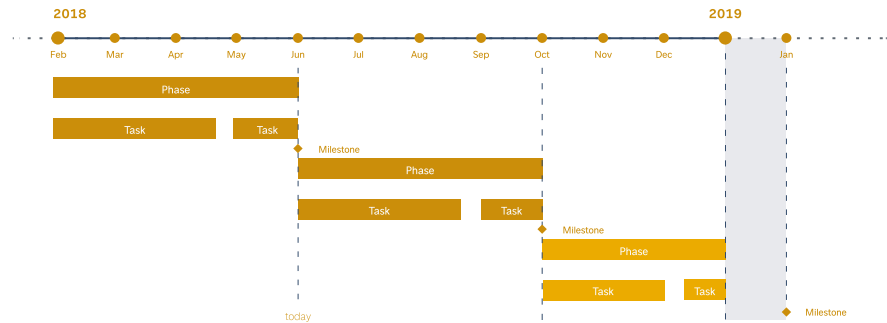 2018 2019
Feb Mar Apr May Jun Jul Aug Sep Oct Nov Dec Jan
Phase
Task Task
Milestone
Phase
Task Task
Milestone
Phase
Task Task
Milestone
today